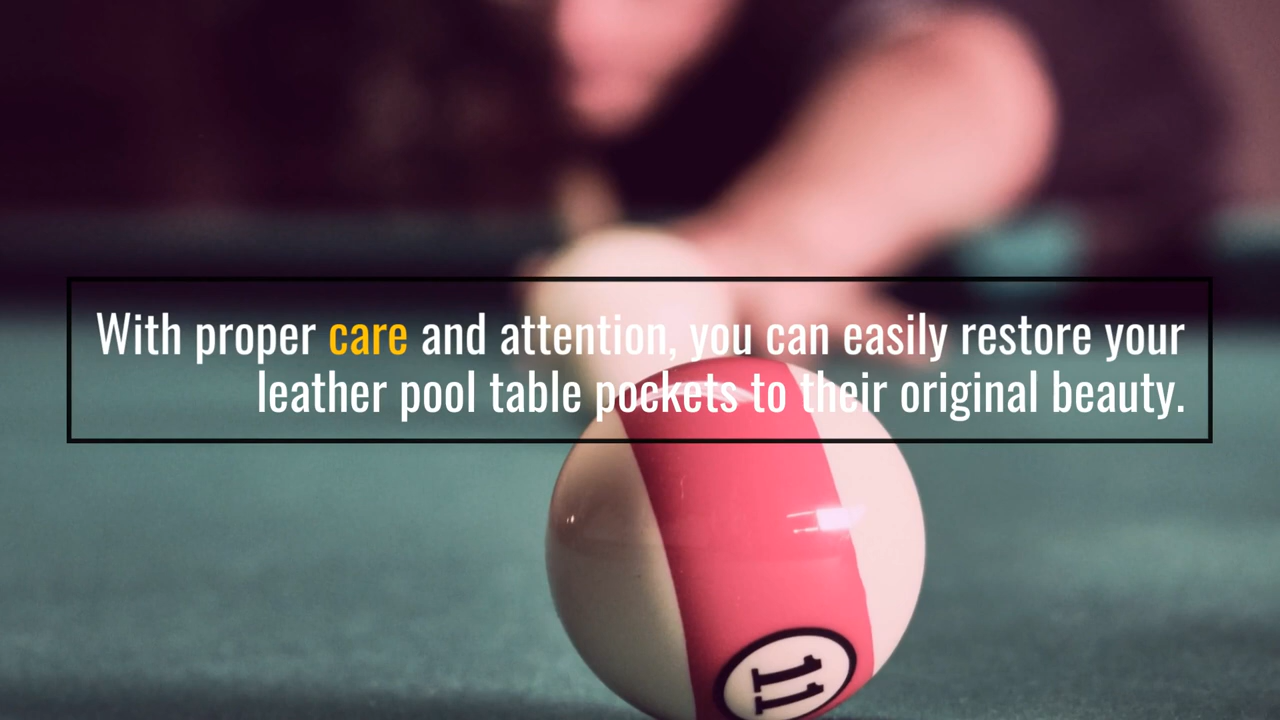 With proper care and attention, you can easily restore your
leather pool table pockets to their original beauty.
11